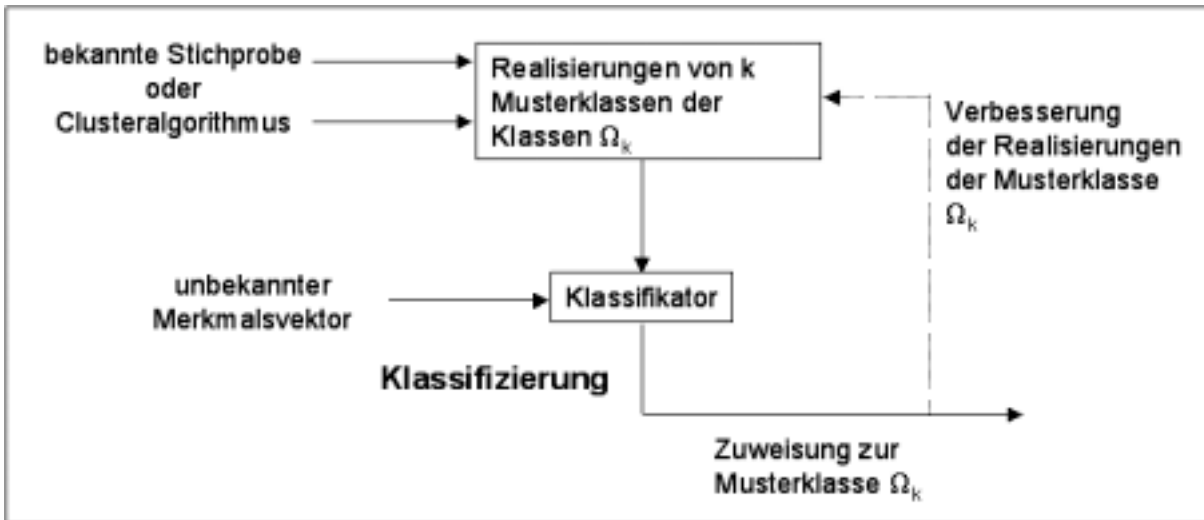 bekannte Stichprobe
oder
Clusteralgorithmus
Realisierungen von k
Musterklassen der
Klassen Ωk
Verbesserung
der Realisierungen
der Musterklasse
Ωk
unbekannter
Merkmalsvektor
Klassifikator
Klassifizierung
Zuweisung zur
Musterklasse Ωk